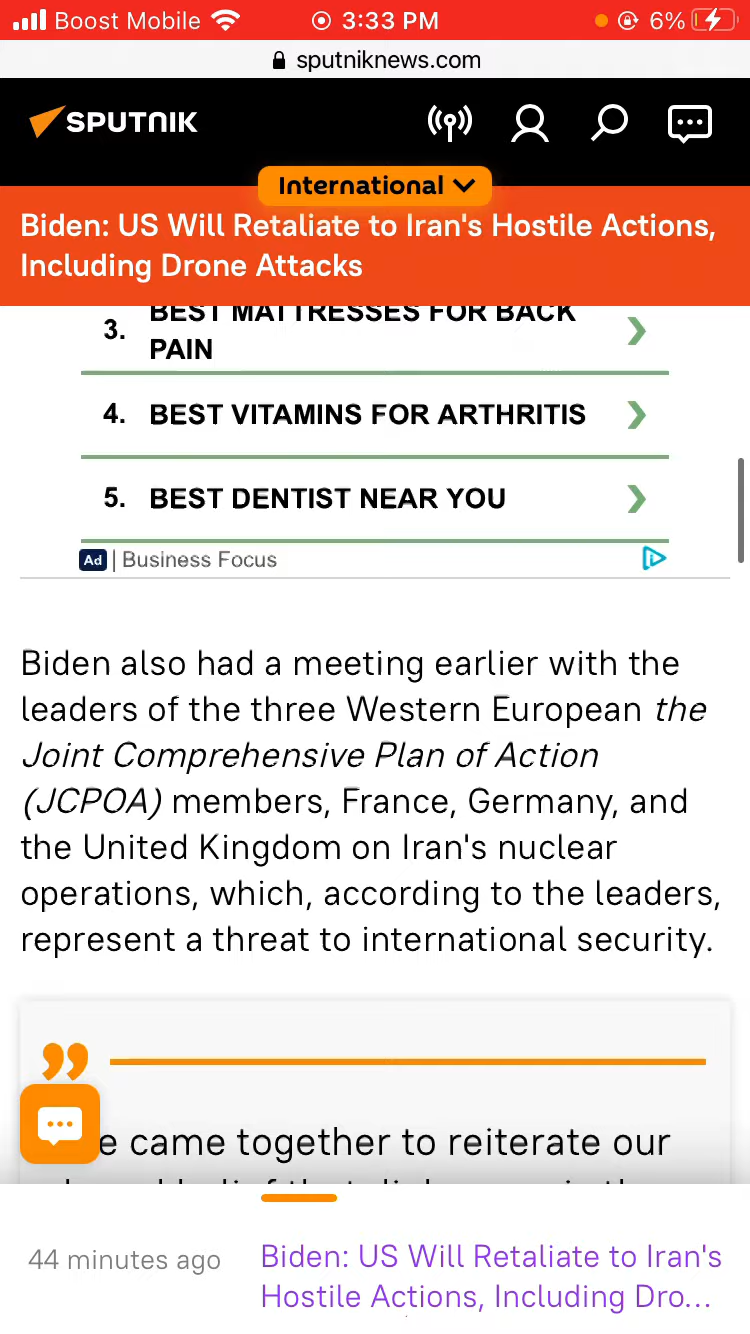 Boost Mobile 3:33 PM 6%
sputniknews.com
SPUTNIK
International
Biden: US Will Retaliate to Iran's Hostile Actions,
Including Drone Attacks
3. BEST MATTRESSES FOR BACK
PAIN
4. BEST VITAMINS FOR ARTHRITIS
5. BEST DENTIST NEAR YOU
Ad | Business Focus
Biden also had a meeting earlier with the
leaders of the three Western European the
Joint Comprehensive Plan of Action
(JCPOA) members, France, Germany, and
the United Kingdom on Iran's nuclear
operations, which, according to the leaders,
represent a threat to international security.
e came together to reiterate our
44 minutes ago
Biden: US Will Retaliate to Iran's
Hostile Actions, Including Dro...